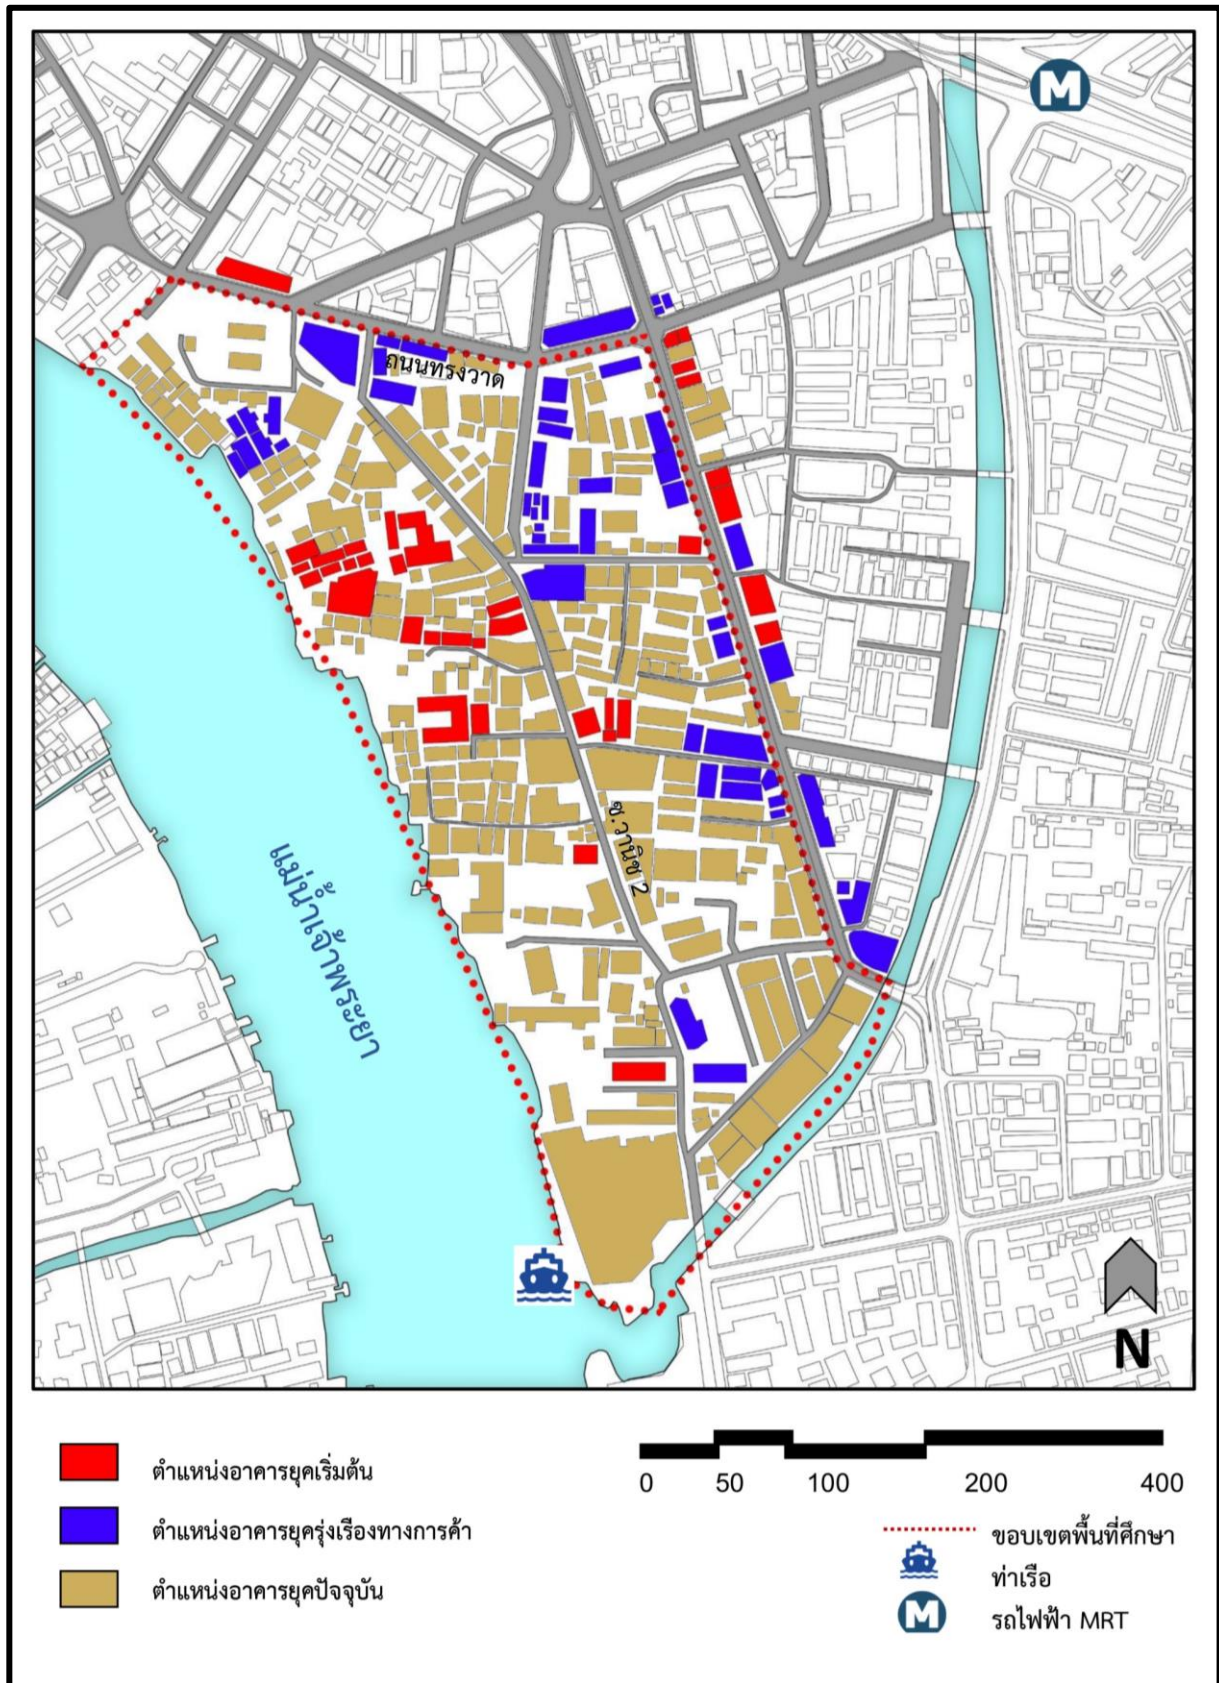 M
ถนนทรงวาด
ซ.วานิช 2
แม่น้ำเจ้าพระยา
N
ตำแหน่งอาคารยุคเริ่มต้น
ตำแหน่งอาคารยุครุ่งเรืองทางการค้า
ตำแหน่งอาคารยุคปัจจุบัน
0 50 100 200 400
ขอบเขตพื้นที่ศึกษา
ท่าเรือ
M รถไฟฟ้า MRT